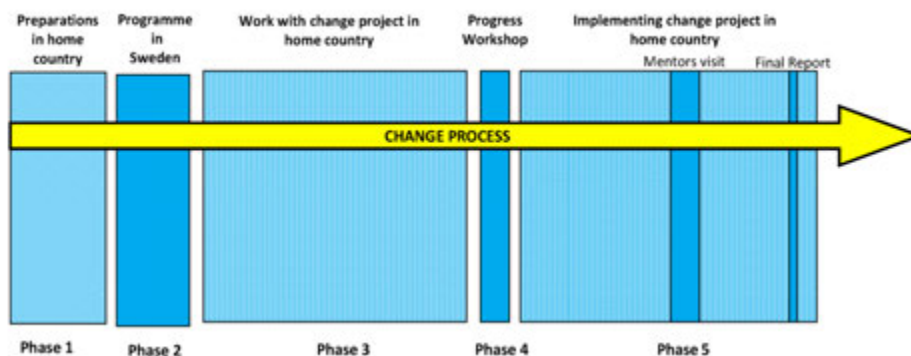 Preparations
in home
country
Programme
in
Sweden
Work with change project in
home country
Progress
Workshop
Implementing change project in
home country
Mentors visit
Final Report
CHANGE PROCESS
Phase 1
Phase 2
Phase 3
Phase 4
Phase 5